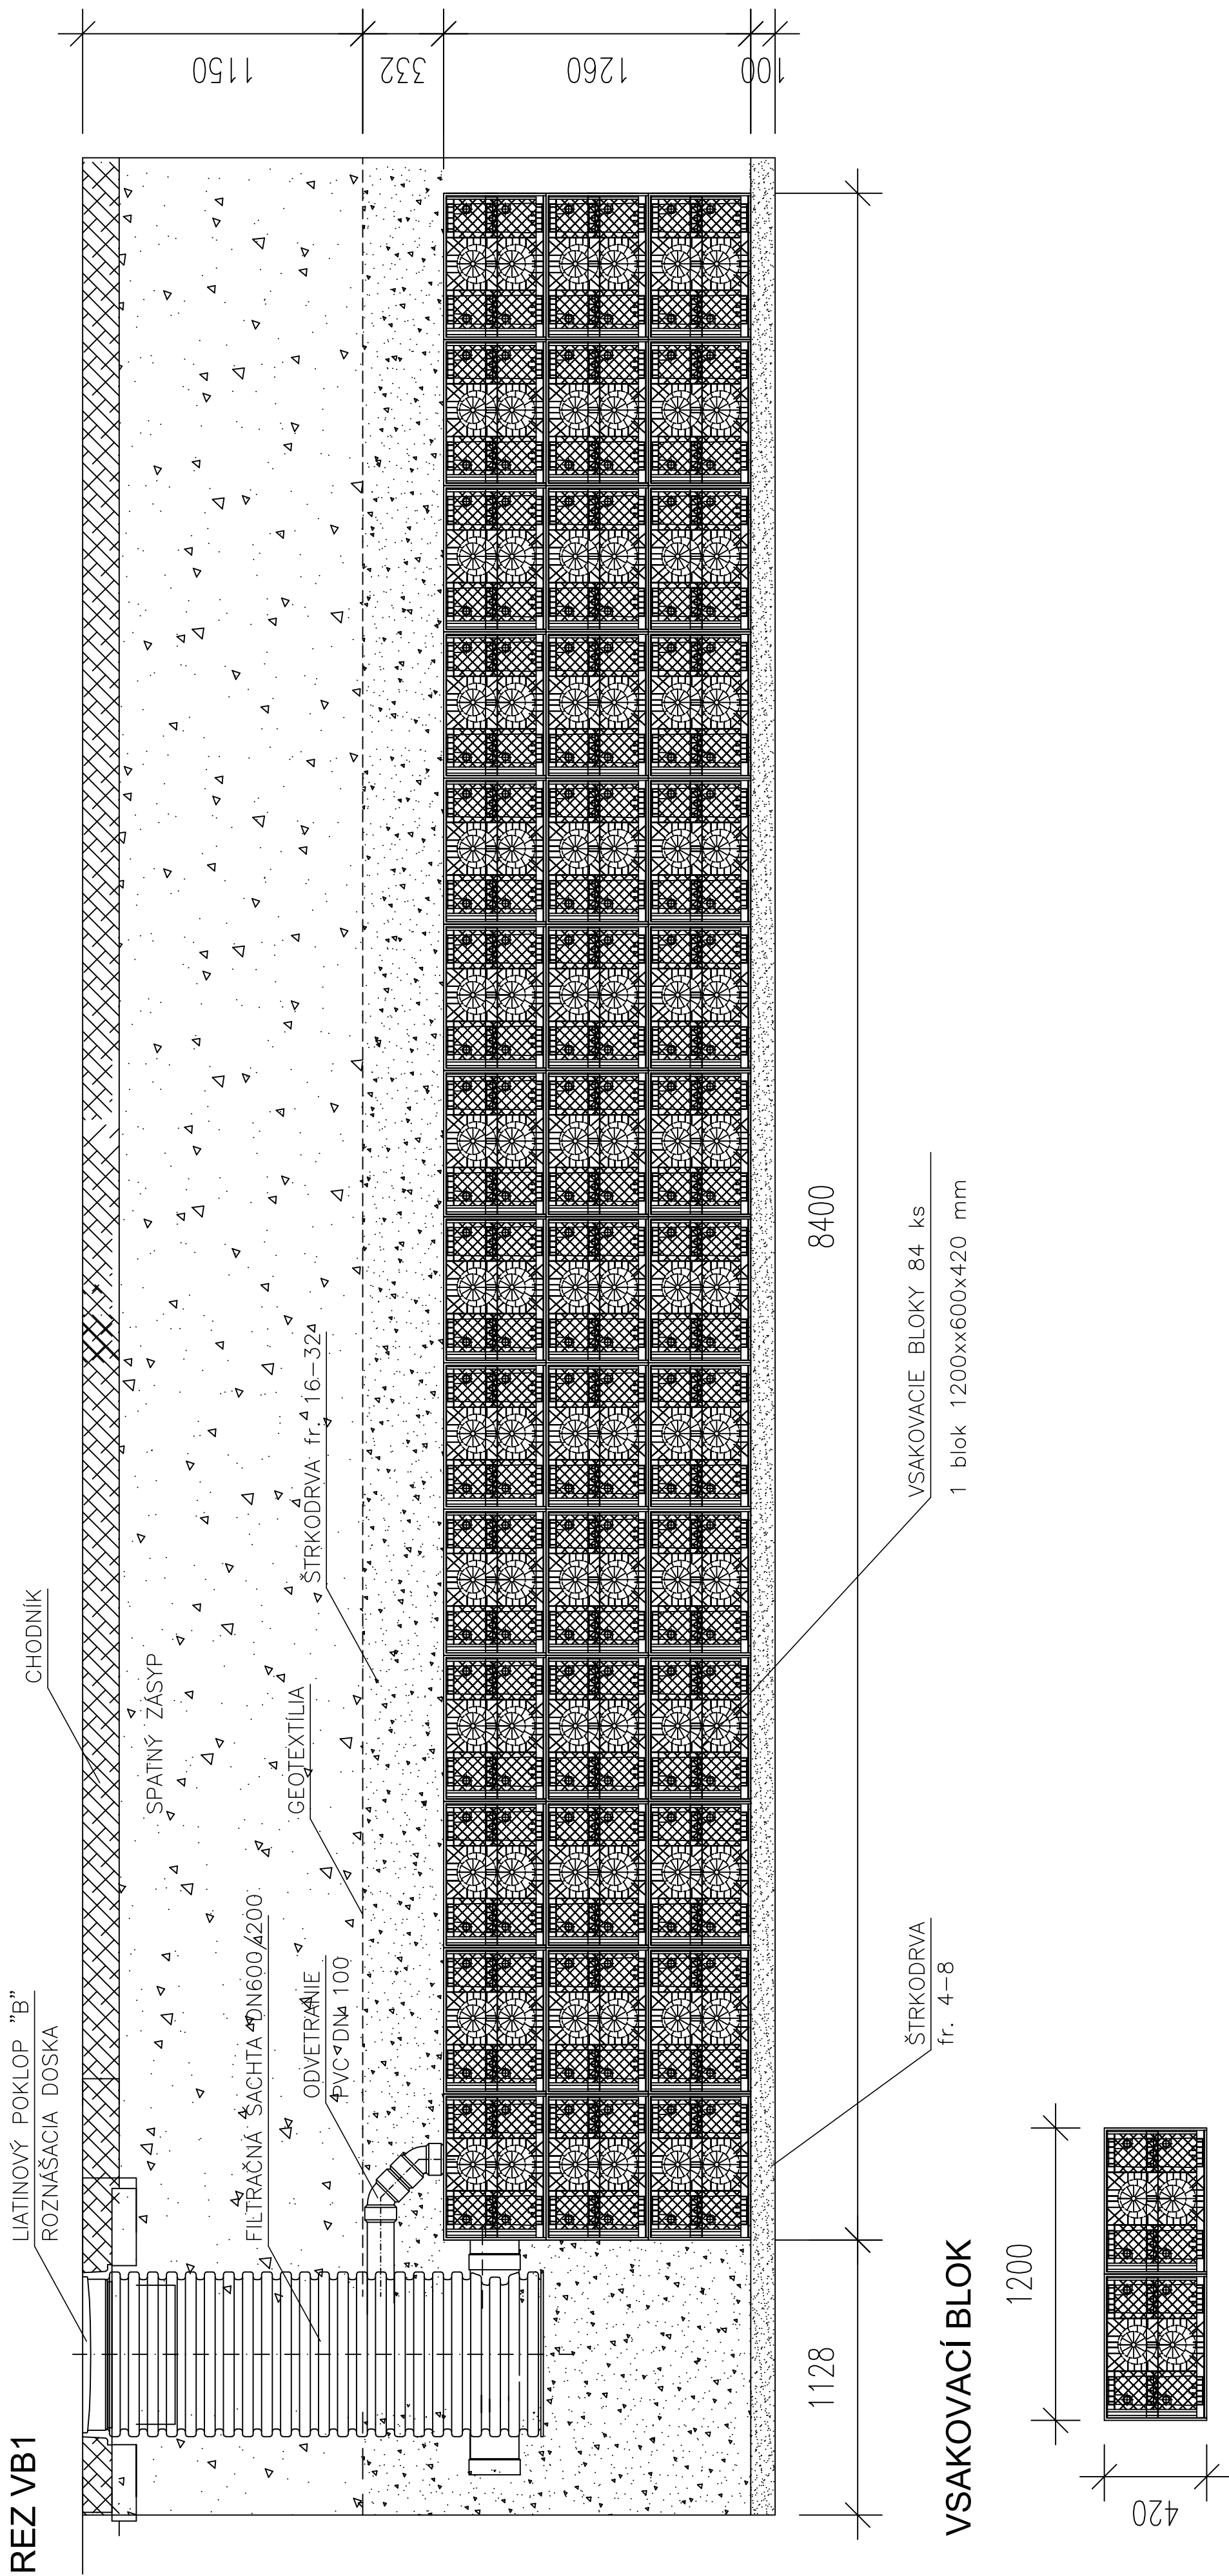 REZ VB1
LIATINOVÝ POKLOP "B"
ROZNÁŠACIA DOSKA
CHODNÍK
SPATNÝ ZÁSYP
FILTRAČNÁ ŠACHTA DN600/200
GEOTEXTÍLIA
ŠTRKODRVA fr. 16-32
ODVETRANIE
PVC DN 100
1150
332
1260
100
1128
8400
ŠTRKODRVA
fr. 4-8
VSAKOVACIE BLOKY 84 ks
1 blok 1200x600x420 mm
VSAKOVACÍ BLOK
1200
420